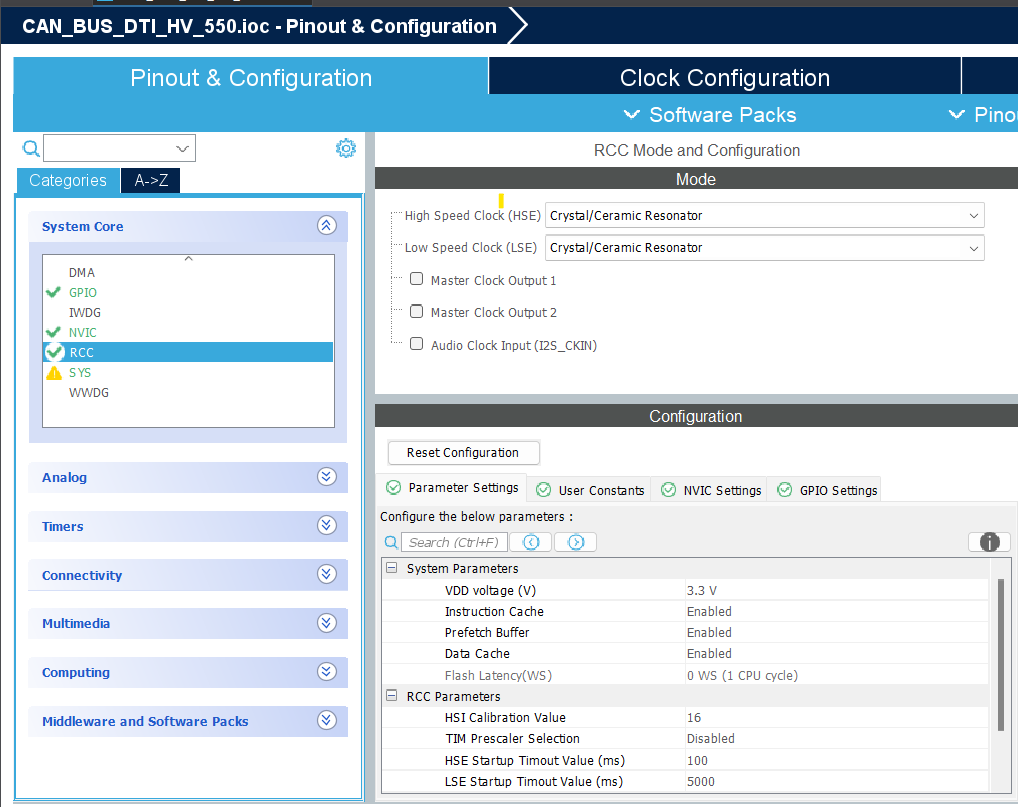 CAN_BUS_DTI_HV_550.ioc - Pinout & Configuration
Pinout & Configuration
Clock Configuration
Software Packs
Pino
Categories
A->Z
System Core
DMA
GPIO
IWDG
NVIC
RCC
SYS
WWDG
Analog
Timers
Connectivity
Multimedia
Computing
Middleware and Software Packs
RCC Mode and Configuration
Mode
High Speed Clock (HSE) Crystal/Ceramic Resonator
Low Speed Clock (LSE) Crystal/Ceramic Resonator
Master Clock Output 1
Master Clock Output 2
Audio Clock Input (I2S_CKIN)
Configuration
Reset Configuration
Parameter Settings
User Constants
NVIC Settings
GPIO Settings
Configure the below parameters :
Search (Ctrl+F)
System Parameters
VDD voltage (V) 3.3 V
Instruction Cache Enabled
Prefetch Buffer Enabled
Data Cache Enabled
Flash Latency(WS) 0 WS (1 CPU cycle)
RCC Parameters
HSI Calibration Value 16
TIM Prescaler Selection Disabled
HSE Startup Timout Value (ms) 100
LSE Startup Timout Value (ms) 5000